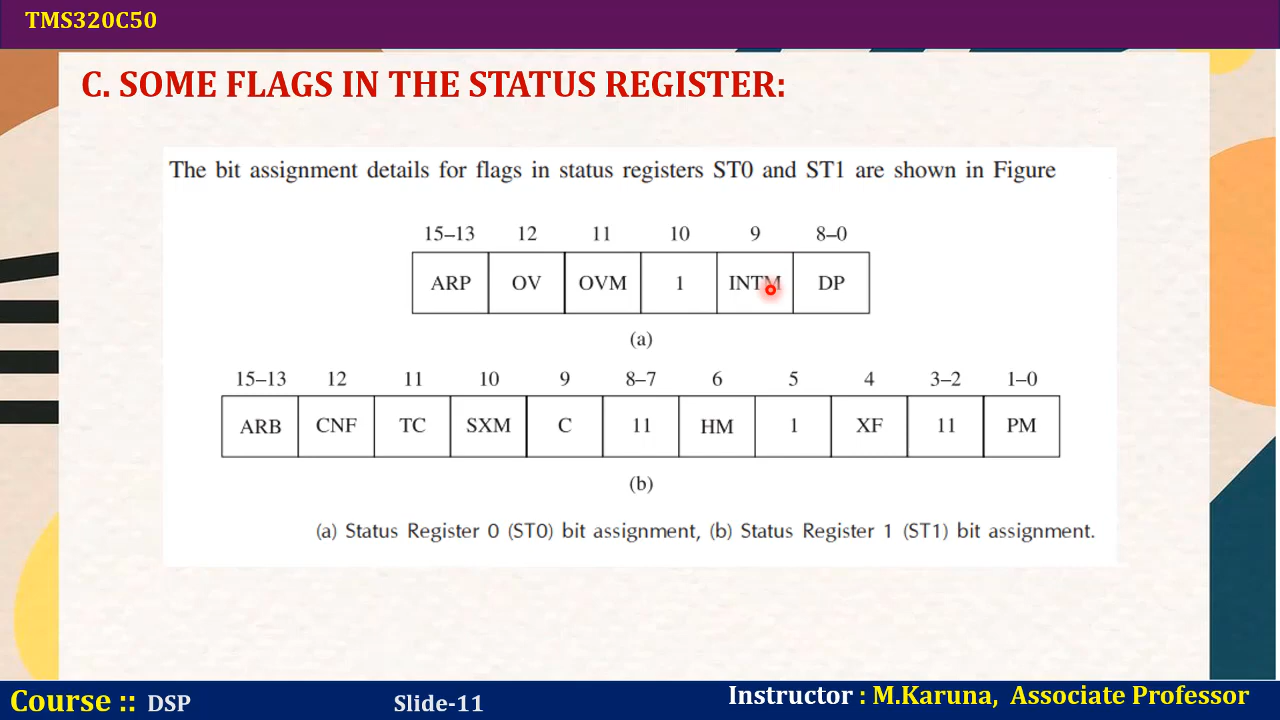 TMS320C50
C. SOME FLAGS IN THE STATUS REGISTER:
The bit assignment details for flags in status registers ST0 and ST1 are shown in Figure
15–13 12 11 10 9 8–0
ARP OV OVM 1 INTM DP
(a)
15–13 12 11 10 9 8–7 6 5 4 3–2 1–0
ARB CNF TC SXM C 11 HM 1 XF 11 PM
(b)
(a) Status Register 0 (ST0) bit assignment, (b) Status Register 1 (ST1) bit assignment.
Course :: DSP Slide-11 Instructor : M.Karuna, Associate Professor